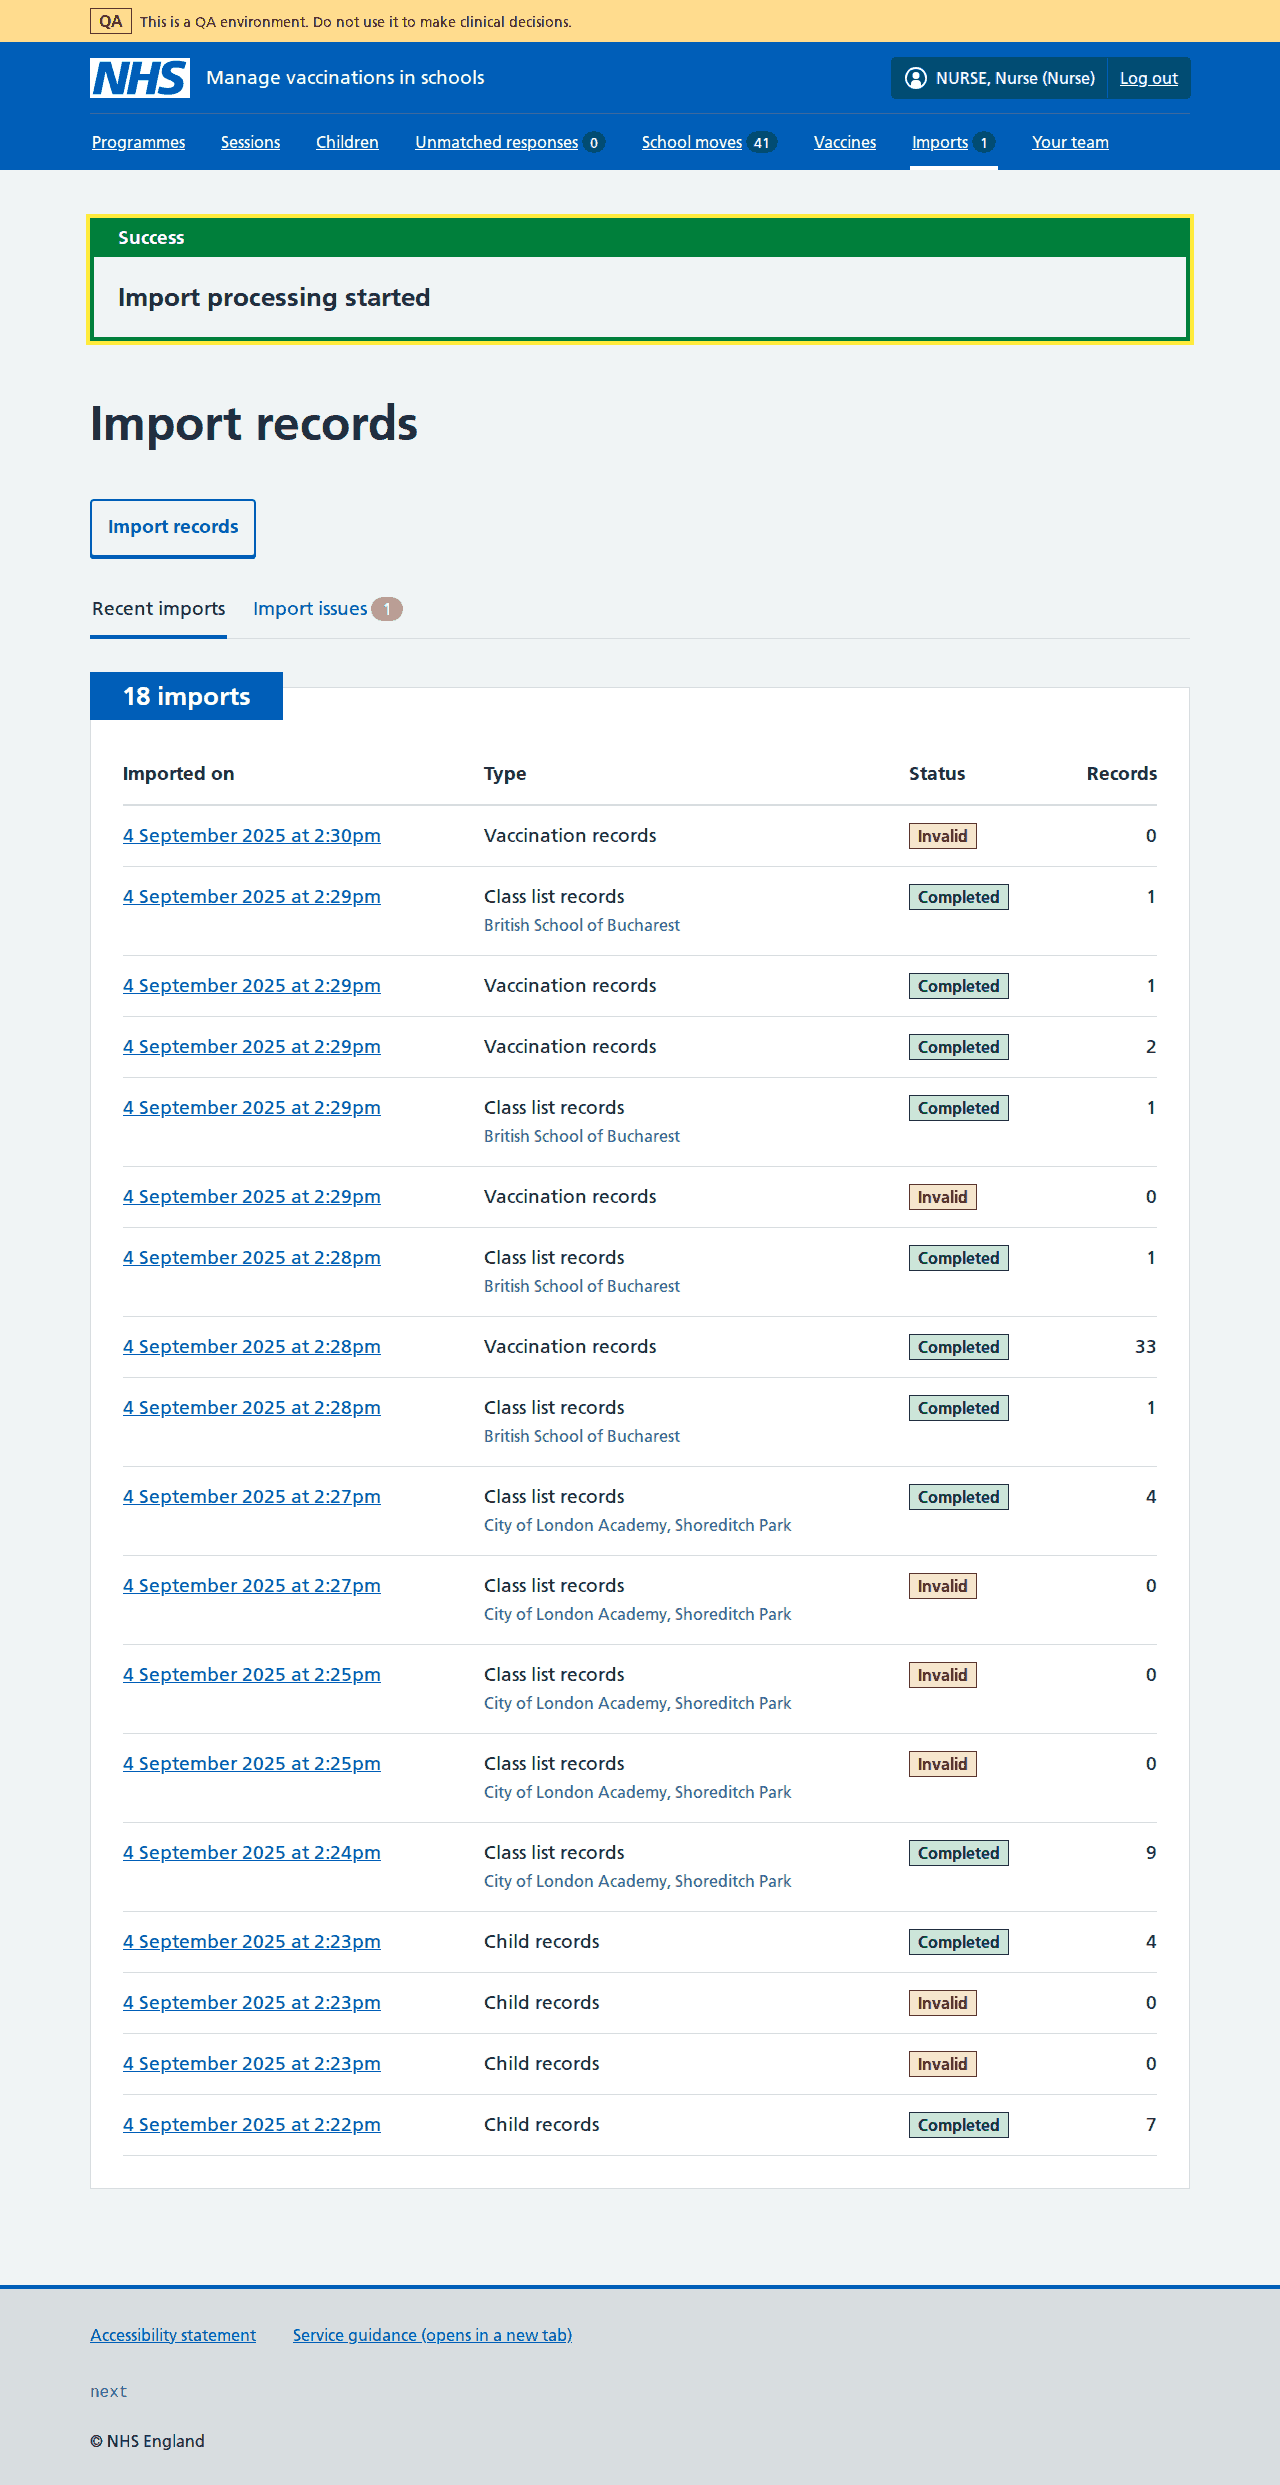 QA This is a QA environment. Do not use it to make clinical decisions.
NHS Manage vaccinations in schools NURSE, Nurse (Nurse) Log out
Programmes Sessions Children Unmatched responses 0 School moves 41 Vaccines Imports 1 Your team
Success
Import processing started
Import records
Import records
Recent imports Import issues 1
18 imports
Imported on Type Status Records
4 September 2025 at 2:30pm Vaccination records Invalid 0
4 September 2025 at 2:29pm Class list records Completed 1
British School of Bucharest
4 September 2025 at 2:29pm Vaccination records Completed 1
4 September 2025 at 2:29pm Vaccination records Completed 2
4 September 2025 at 2:29pm Class list records Completed 1
British School of Bucharest
4 September 2025 at 2:29pm Vaccination records Invalid 0
4 September 2025 at 2:28pm Class list records Completed 1
British School of Bucharest
4 September 2025 at 2:28pm Vaccination records Completed 33
4 September 2025 at 2:28pm Class list records Completed 1
British School of Bucharest
4 September 2025 at 2:27pm Class list records Completed 4
City of London Academy, Shoreditch Park
4 September 2025 at 2:27pm Class list records Invalid 0
City of London Academy, Shoreditch Park
4 September 2025 at 2:25pm Class list records Invalid 0
City of London Academy, Shoreditch Park
4 September 2025 at 2:25pm Class list records Invalid 0
City of London Academy, Shoreditch Park
4 September 2025 at 2:24pm Class list records Completed 9
City of London Academy, Shoreditch Park
4 September 2025 at 2:23pm Child records Completed 4
4 September 2025 at 2:23pm Child records Invalid 0
4 September 2025 at 2:23pm Child records Invalid 0
4 September 2025 at 2:22pm Child records Completed 7
Accessibility statement Service guidance (opens in a new tab)
next
© NHS England